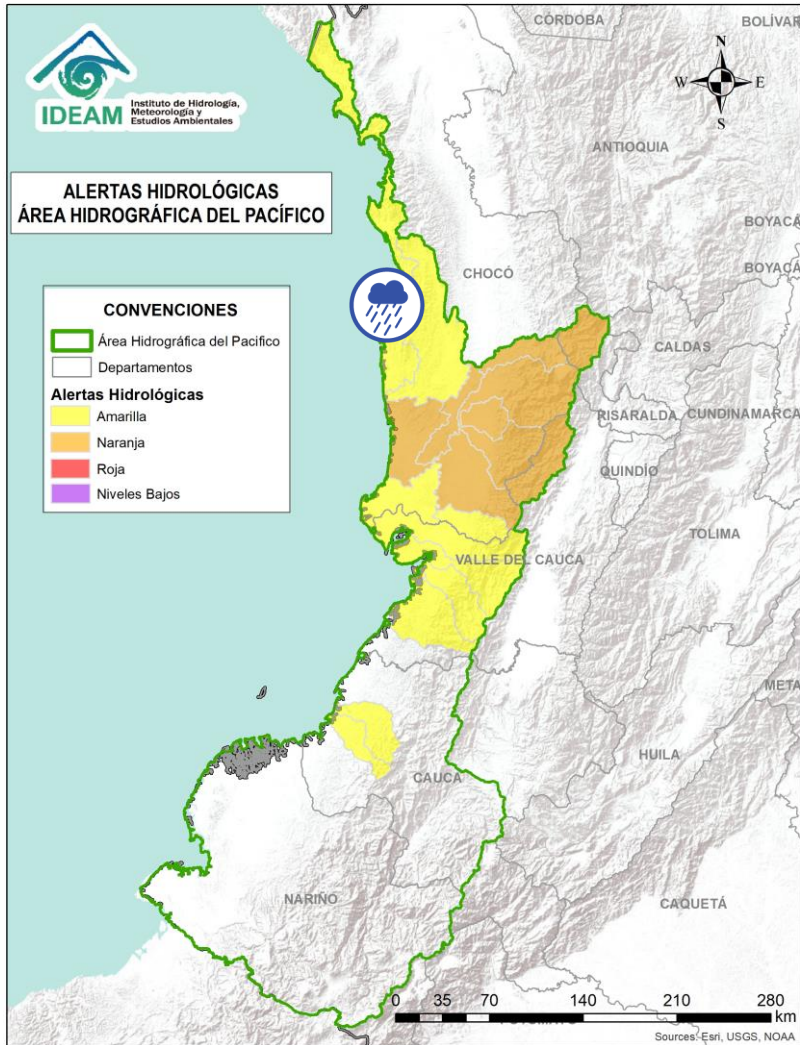 IDEAM
Instituto de Hidrología,
Meteorología y
Estudios Ambientales
CÓRDOBA
BOLÍVAR
N
W
E
S
ANTIOQUIA
ALERTAS HIDROLÓGICAS
ÁREA HIDROGRÁFICA DEL PACÍFICO
BOYACÁ
BOYACÁ
CHOCÓ
CONVENCIONES
Área Hidrográfica del Pacifico
Departamentos
Alertas Hidrológicas
Amarilla
Naranja
Roja
Niveles Bajos
CALDAS
RISARALDA
CUNDINAMARCA
QUINDÍO
TOLIMA
VALLE DEL CAUCA
META
HUILA
CAUCA
NARIÑO
CAQUETÁ
0 35 70 140 210 280
km
Sources: Esri, USGS, NOAA